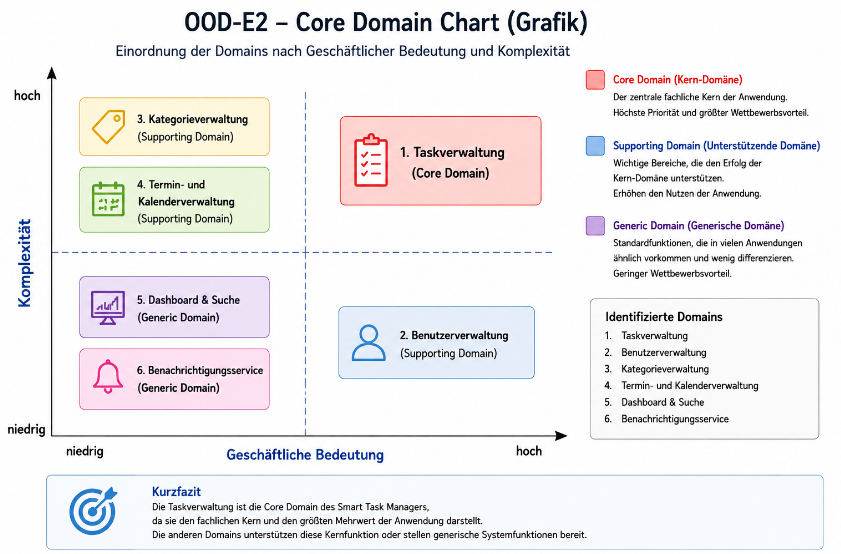 OOD-E2 – Core Domain Chart (Grafik)
Einordnung der Domains nach Geschäftlicher Bedeutung und Komplexität
hoch
Komplexität
niedrig
3. Kategorieverwaltung
(Supporting Domain)
4. Termin- und
Kalenderverwaltung
(Supporting Domain)
1. Taskverwaltung
(Core Domain)
5. Dashboard & Suche
(Generic Domain)
6. Benachrichtigungsservice
(Generic Domain)
2. Benutzerverwaltung
(Supporting Domain)
niedrig
Geschäftliche Bedeutung
hoch
Core Domain (Kern-Domäne)
Der zentrale fachliche Kern der Anwendung.
Höchste Priorität und größter Wettbewerbsvorteil.
Supporting Domain (Unterstützende Domäne)
Wichtige Bereiche, die den Erfolg der
Kern-Domäne unterstützen.
Erhöhen den Nutzen der Anwendung.
Generic Domain (Generische Domäne)
Standardfunktionen, die in vielen Anwendungen
ähnlich vorkommen und wenig differenzieren.
Geringer Wettbewerbsvorteil.
Identifizierte Domains
1. Taskverwaltung
2. Benutzerverwaltung
3. Kategorieverwaltung
4. Termin- und Kalenderverwaltung
5. Dashboard & Suche
6. Benachrichtigungsservice
Kurzfazit
Die Taskverwaltung ist die Core Domain des Smart Task Managers,
da sie den fachlichen Kern und den größten Mehrwert der Anwendung darstellt.
Die anderen Domains unterstützen diese Kernfunktion oder stellen generische Systemfunktionen bereit.